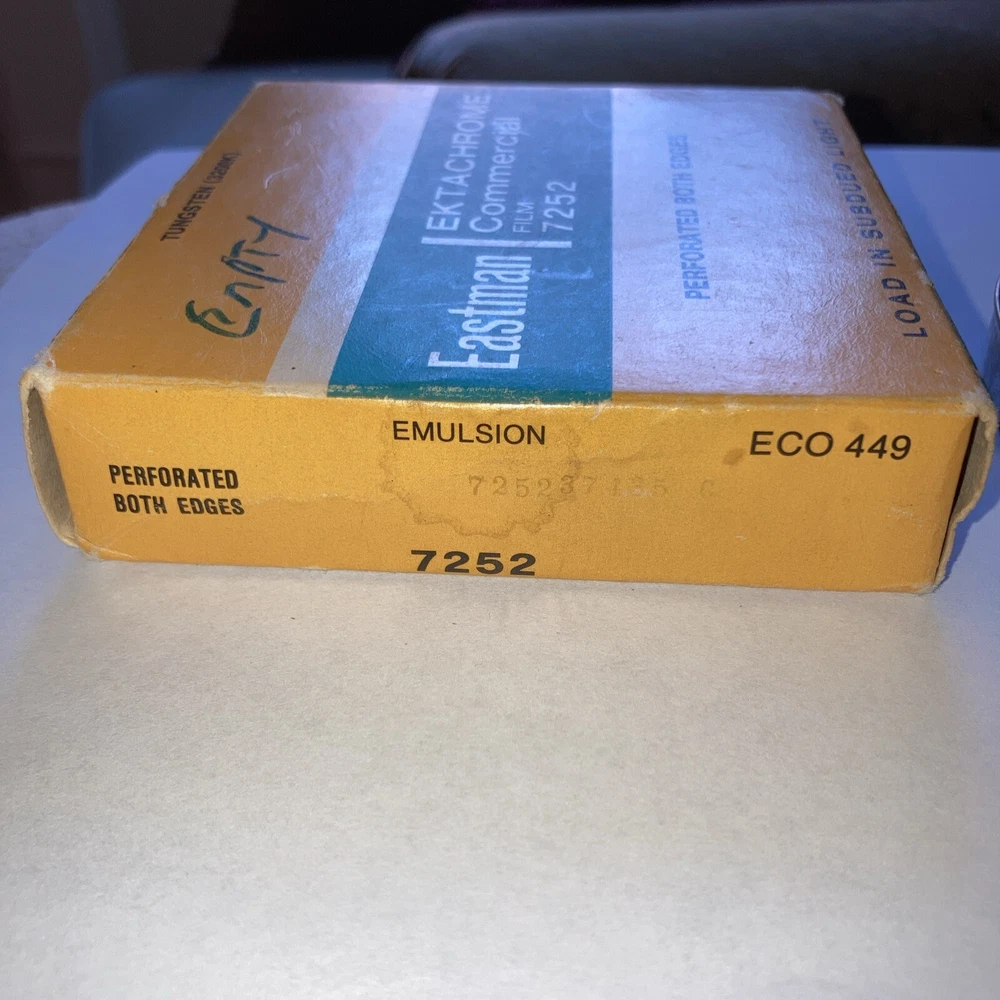 TUNGSTEN (3200K)
EMPTY
Eastman
EKTACHROME
Commercial
FILM
7252
PERFORATED BOTH EDGES
LOAD IN SUBDUED LIGHT
EMULSION
ECO 449
PERFORATED
BOTH EDGES
7252